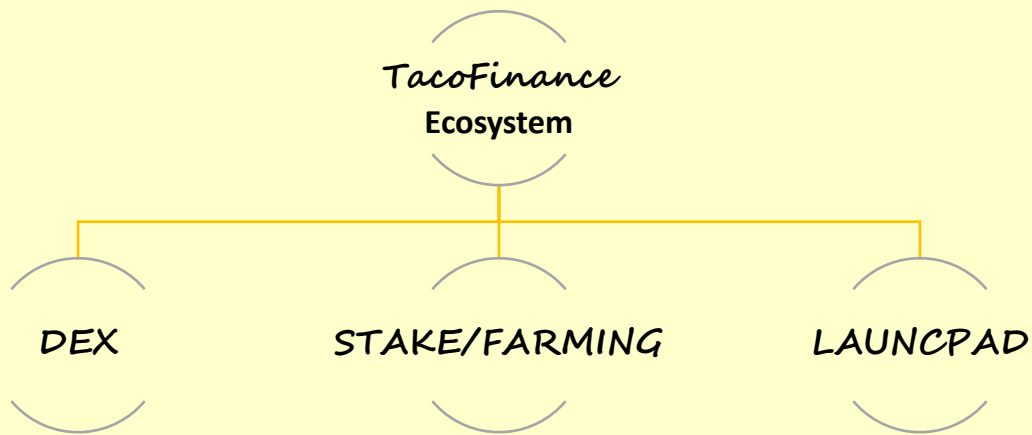 TacoFinance
Ecosystem
DEX
STAKE/FARMING
LAUNCPAD